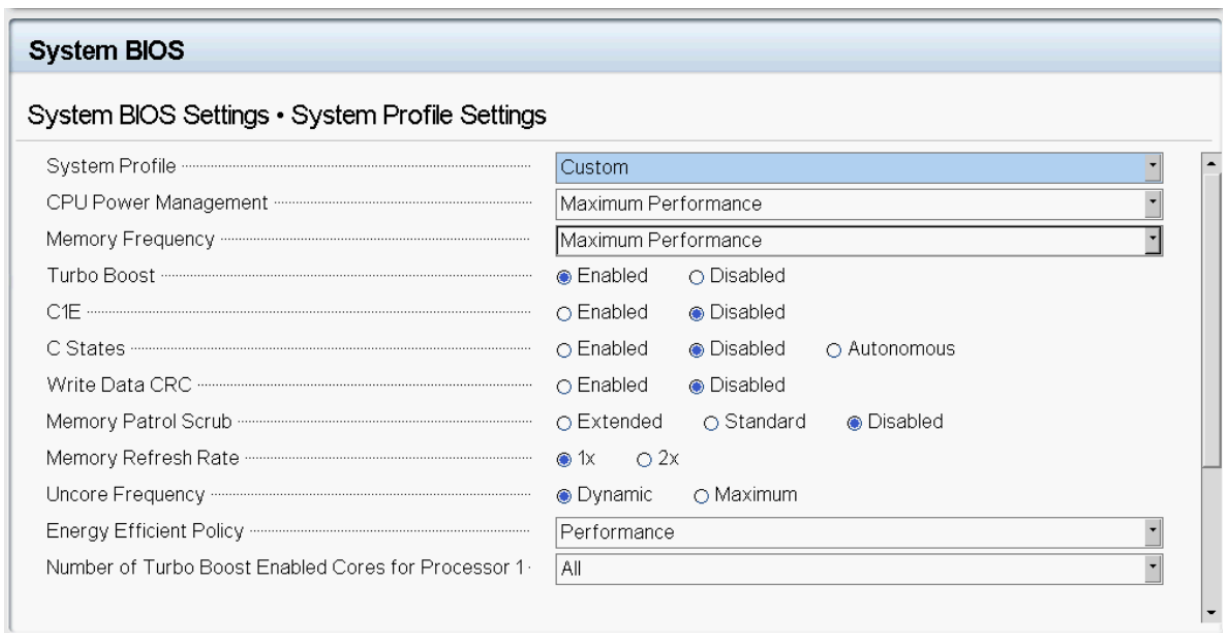 System BIOS
System BIOS Settings • System Profile Settings
System Profile Custom
CPU Power Management Maximum Performance
Memory Frequency Maximum Performance
Turbo Boost Enabled Disabled
C1E Enabled Disabled
C States Enabled Disabled Autonomous
Write Data CRC Enabled Disabled
Memory Patrol Scrub Extended Standard Disabled
Memory Refresh Rate 1x 2x
Uncore Frequency Dynamic Maximum
Energy Efficient Policy Performance
Number of Turbo Boost Enabled Cores for Processor 1 All